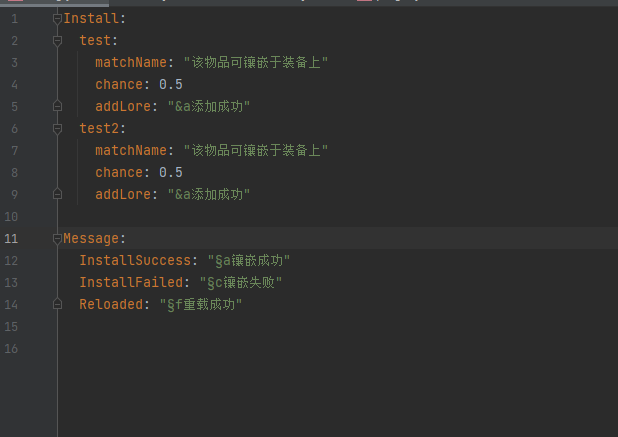 1 Install:
2 test:
3 matchName: "该物品可镶嵌于装备上"
4 chance: 0.5
5 addLore: "&a添加成功"
6 test2:
7 matchName: "该物品可镶嵌于装备上"
8 chance: 0.5
9 addLore: "&a添加成功"
10
11 Message:
12 InstallSuccess: "§a镶嵌成功"
13 InstallFailed: "§c镶嵌失败"
14 Reloaded: "§f重载成功"
15
16